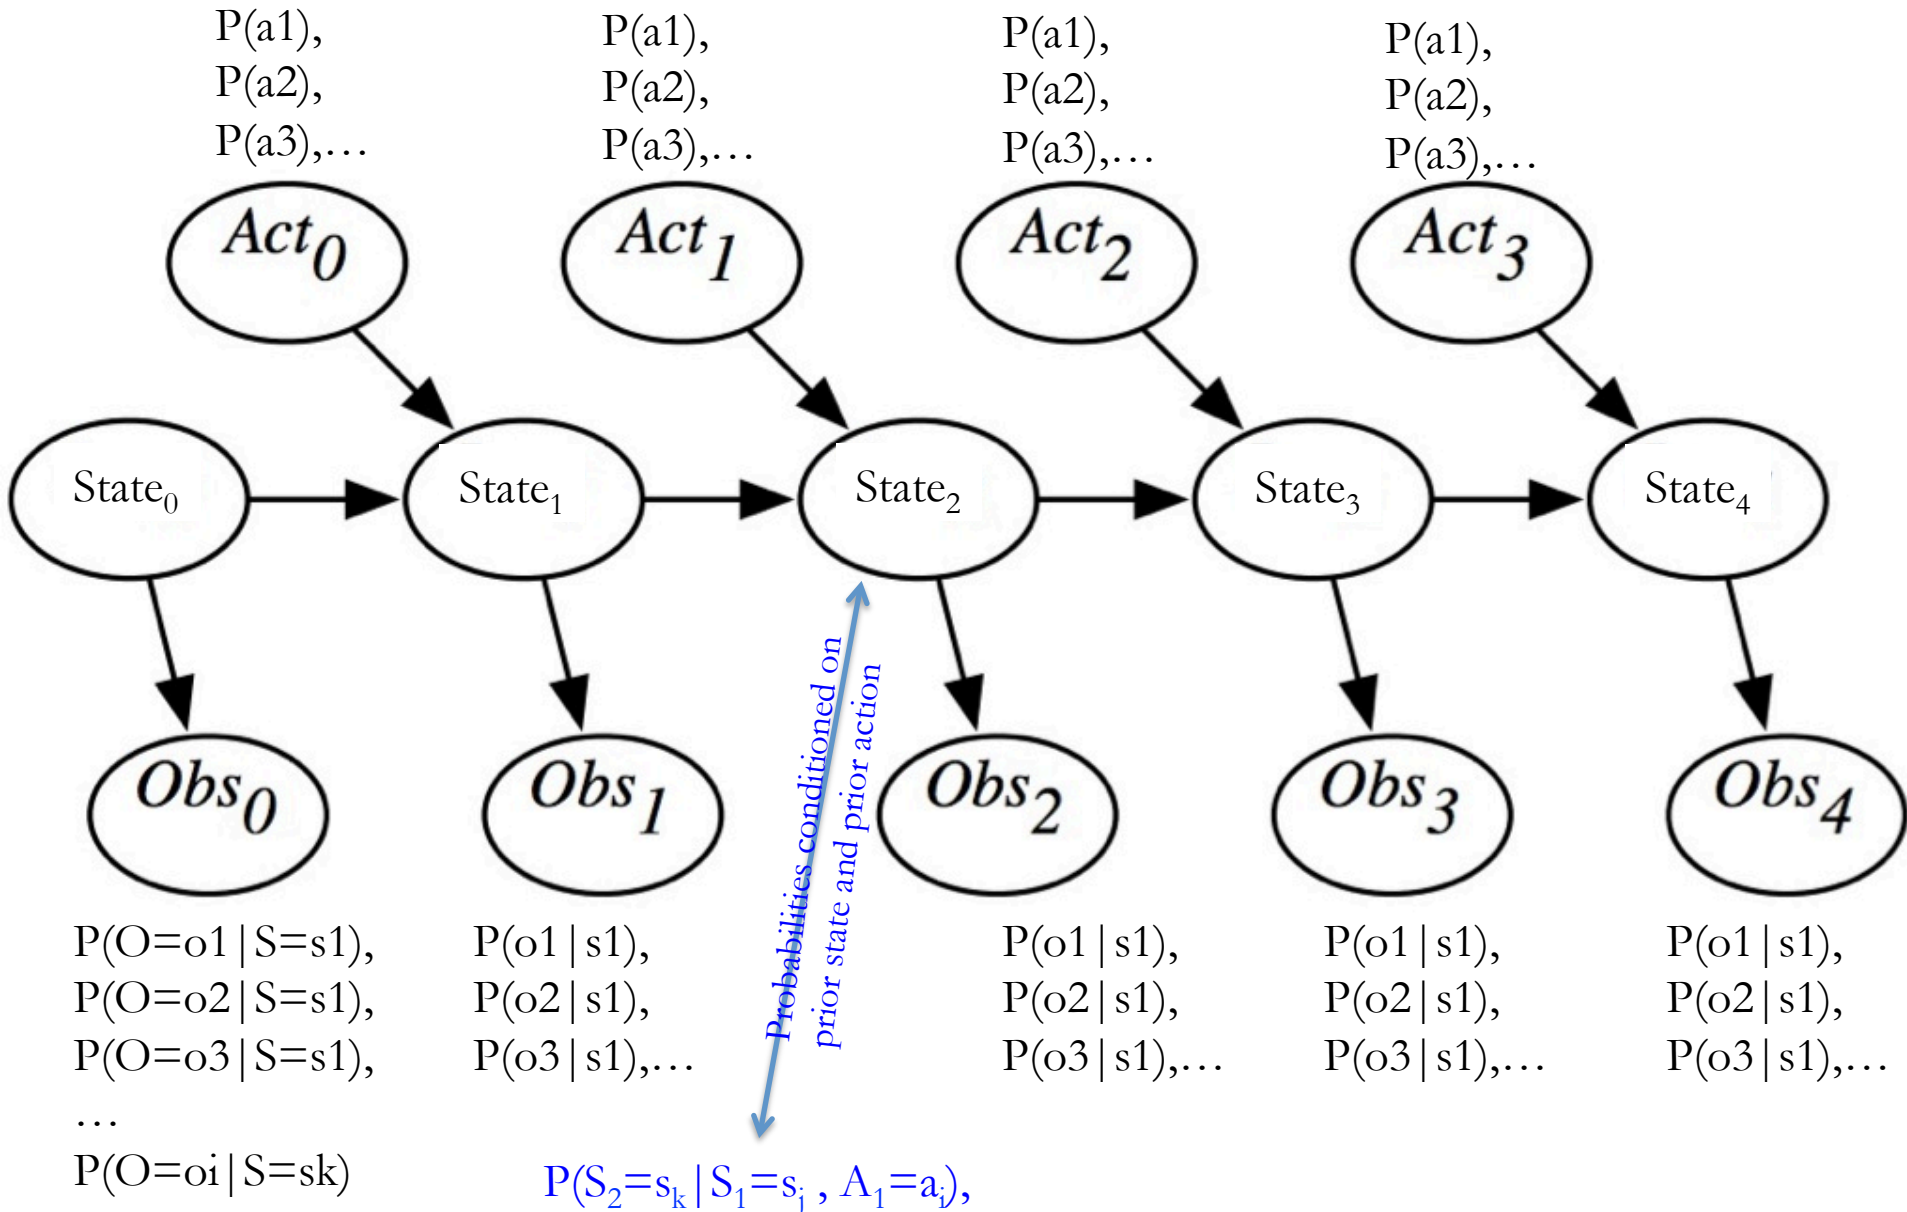 P(a1),
P(a2),
P(a3),…
P(a1),
P(a2),
P(a3),…
P(a1),
P(a2),
P(a3),…
P(a1),
P(a2),
P(a3),…
Act0
Act1
Act2
Act3
State0
State1
State2
State3
State4
Probabilities conditioned on
prior state and prior action
Obs0
Obs1
Obs2
Obs3
Obs4
P(O=o1|S=s1),
P(O=o2|S=s1),
P(O=o3|S=s1),
…
P(O=oi|S=sk)
P(o1|s1),
P(o2|s1),
P(o3|s1),…
P(o1|s1),
P(o2|s1),
P(o3|s1),…
P(o1|s1),
P(o2|s1),
P(o3|s1),…
P(o1|s1),
P(o2|s1),
P(o3|s1),…
P(S2=sk|S1=sj , A1=ai),